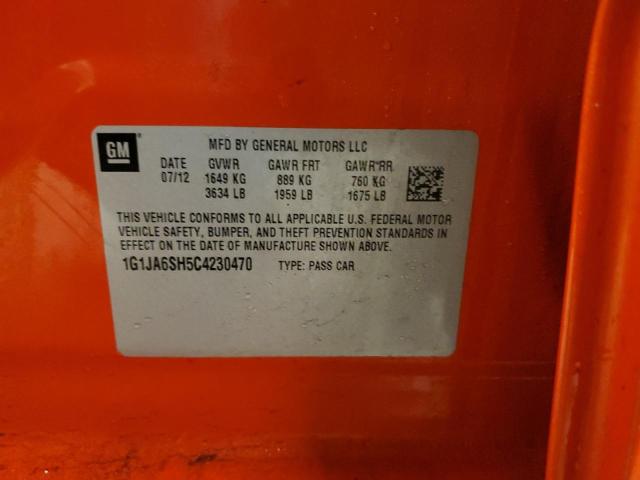 GM
MFD BY GENERAL MOTORS LLC
DATE GVWR GAWR FRT GAWR RR
07/12 1649 KG 889 KG 760 KG
3634 LB 1959 LB 1675 LB
THIS VEHICLE CONFORMS TO ALL APPLICABLE U.S. FEDERAL MOTOR
VEHICLE SAFETY, BUMPER, AND THEFT PREVENTION STANDARDS
IN EFFECT ON THE DATE OF MANUFACTURE SHOWN ABOVE.
1G1JA6SH5C4230470 TYPE: PASS CAR